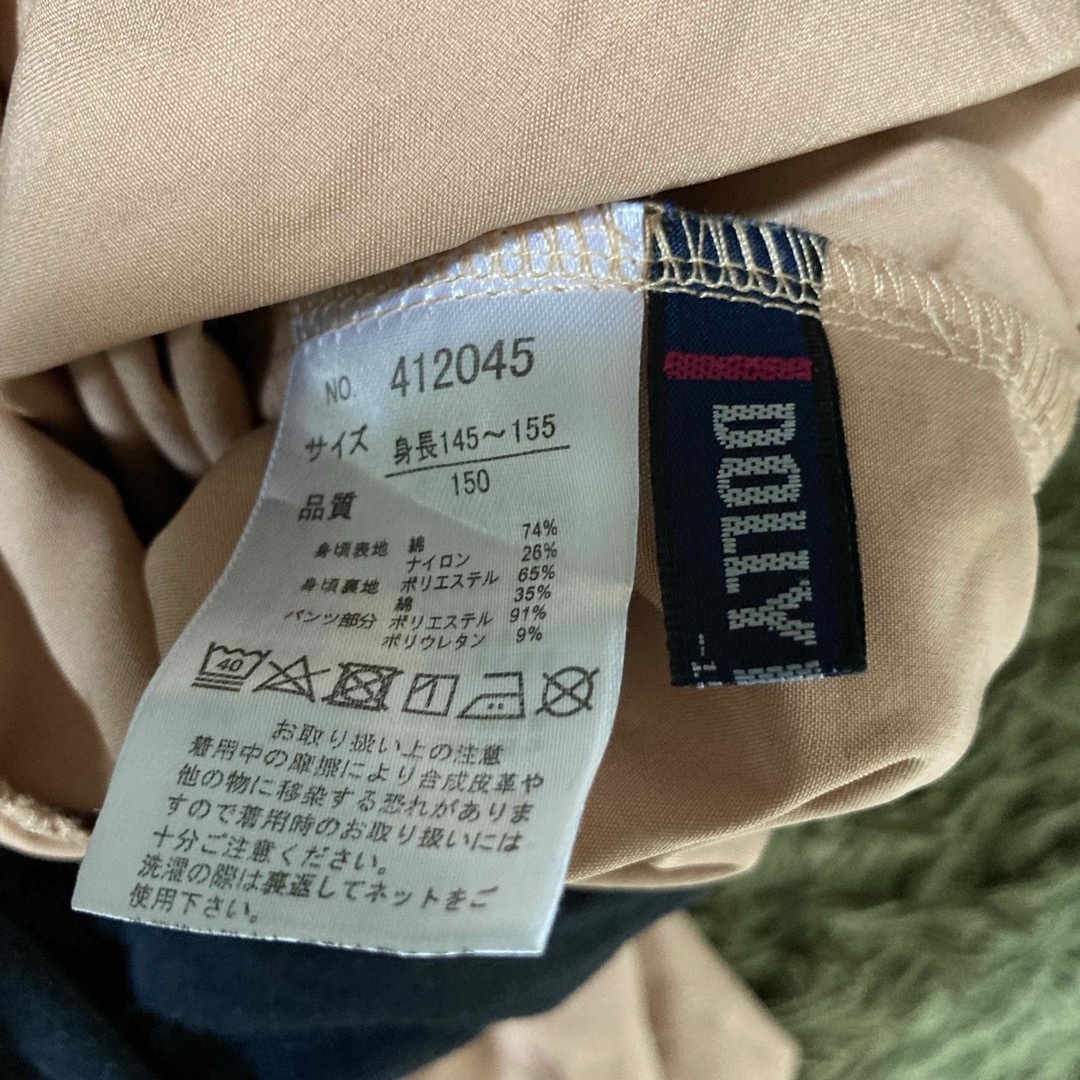 NO. 412045
サイズ 身長145～155
150
品質
身頃表地 綿 74%
ナイロン 26%
身頃裏地 ポリエステル 65%
綿 35%
パンツ部分 ポリエステル 91%
ポリウレタン 9%
40
お取り扱い上の注意
着用中の摩擦により合成皮革や
他の物に移染する恐れがありま
すので着用時のお取り扱いには
十分ご注意ください。
洗濯の際は裏返してネットをご
使用下さい。
DOLLY